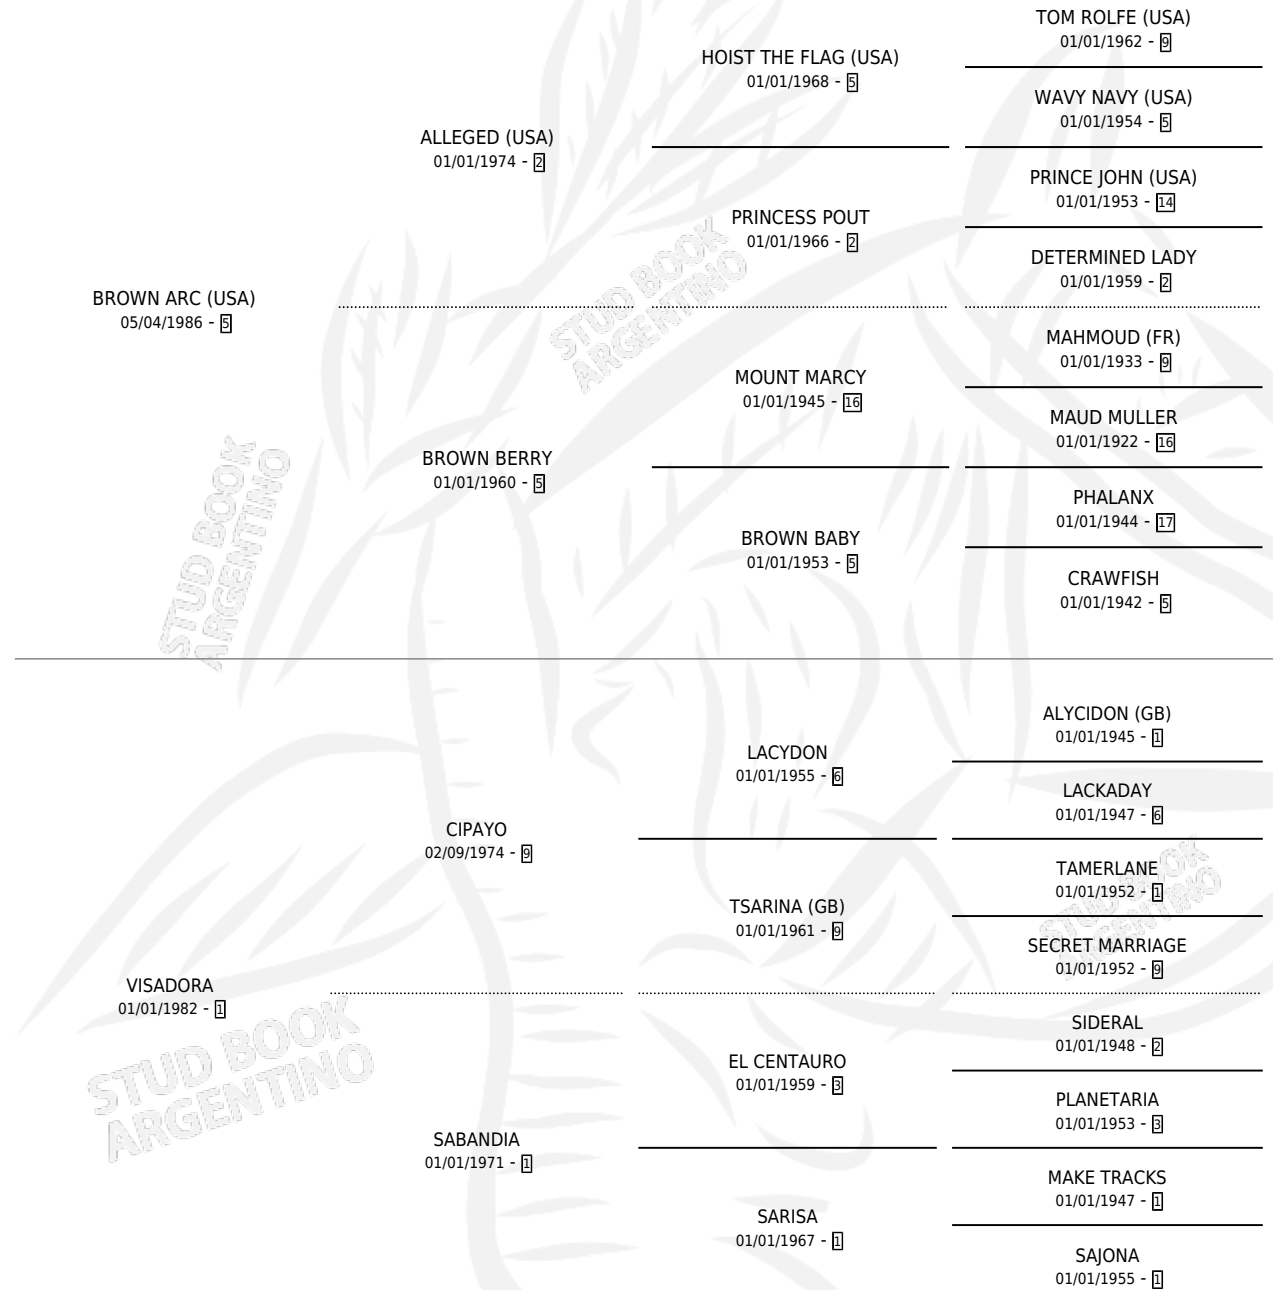 TOM ROLFE (USA)
01/01/1962 - 9
HOIST THE FLAG (USA)
01/01/1968 - 5
WAVY NAVY (USA)
01/01/1954 - 5
ALLEGED (USA)
01/01/1974 - 2
PRINCE JOHN (USA)
01/01/1953 - 14
PRINCESS POUT
01/01/1966 - 2
DETERMINED LADY
01/01/1959 - 2
BROWN ARC (USA)
05/04/1986 - 5
MAHMOUD (FR)
01/01/1933 - 9
MOUNT MARCY
01/01/1945 - 16
MAUD MULLER
01/01/1922 - 16
BROWN BERRY
01/01/1960 - 5
PHALANX
01/01/1944 - 17
BROWN BABY
01/01/1953 - 5
CRAWFISH
01/01/1942 - 5
ALYCIDON (GB)
01/01/1945 - 1
LACYDON
01/01/1955 - 6
LACKADAY
01/01/1947 - 6
CIPAYO
02/09/1974 - 9
TAMERLANE
01/01/1952 - 1
TSARINA (GB)
01/01/1961 - 9
SECRET MARRIAGE
01/01/1952 - 9
VISADORA
01/01/1982 - 1
SIDERAL
01/01/1948 - 2
EL CENTAURO
01/01/1959 - 3
PLANETARIA
01/01/1953 - 3
SABANDIA
01/01/1971 - 1
MAKE TRACKS
01/01/1947 - 1
SARISA
01/01/1967 - 1
SAJONA
01/01/1955 - 1
STUD BOOK
ARGENTINO
STUD BOOK
ARGENTINO
STUD BOOK
ARGENTINO
STUD BOOK
ARGENTINO